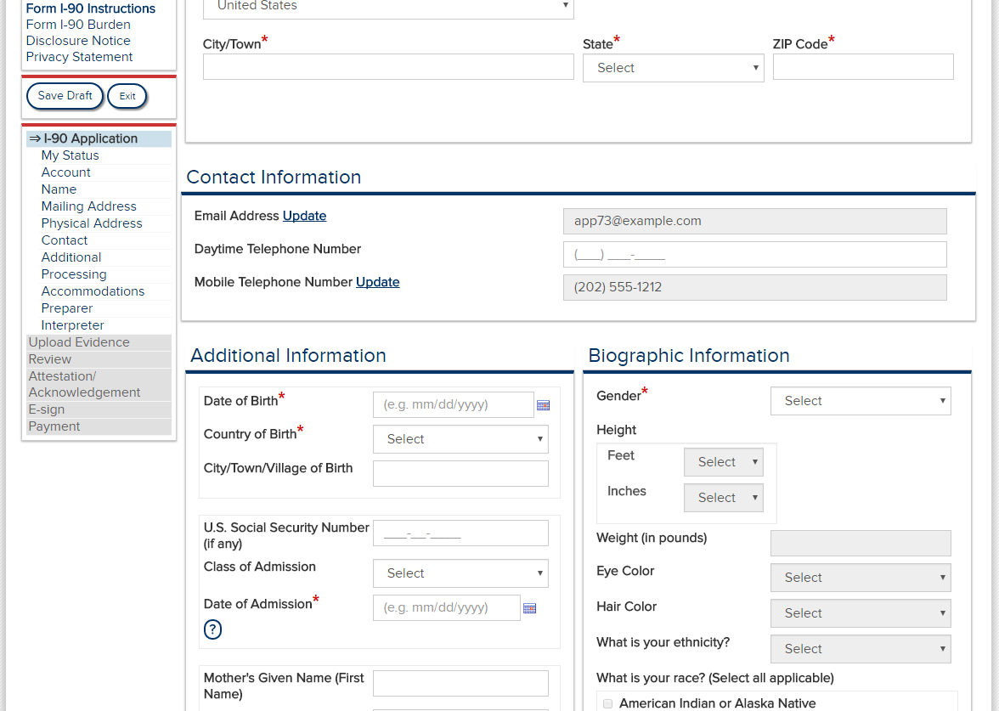 Form I-90 Instructions
Form I-90 Burden
Disclosure Notice
Privacy Statement
Save Draft
Exit
⇒ I-90 Application
My Status
Account
Name
Mailing Address
Physical Address
Contact
Additional
Processing
Accommodations
Preparer
Interpreter
Upload Evidence
Review
Attestation/
Acknowledgement
E-sign
Payment
United States
City/Town*
State*
ZIP Code*
Select
Contact Information
Email Address Update
app73@example.com
Daytime Telephone Number
(___) ___-____
Mobile Telephone Number Update
(202) 555-1212
Additional Information
Date of Birth*
(e.g. mm/dd/yyyy)
Country of Birth*
Select
City/Town/Village of Birth
U.S. Social Security Number
(if any)
___-__-____
Class of Admission
Select
Date of Admission*
(e.g. mm/dd/yyyy)
?
Mother's Given Name (First
Name)
Biographic Information
Gender*
Select
Height
Feet
Select
Inches
Select
Weight (in pounds)
Eye Color
Select
Hair Color
Select
What is your ethnicity?
Select
What is your race? (Select all applicable)
American Indian or Alaska Native